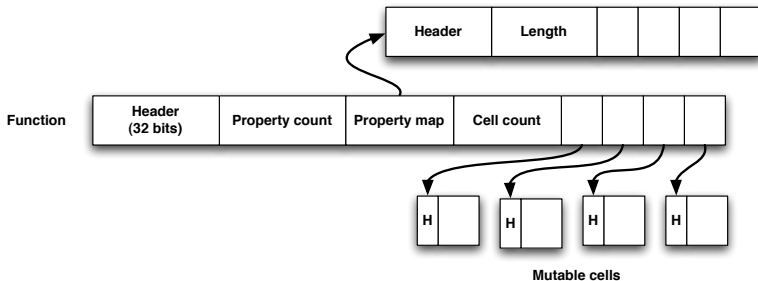 Header Length
Function Header (32 bits) Property count Property map Cell count
H H H H
Mutable cells